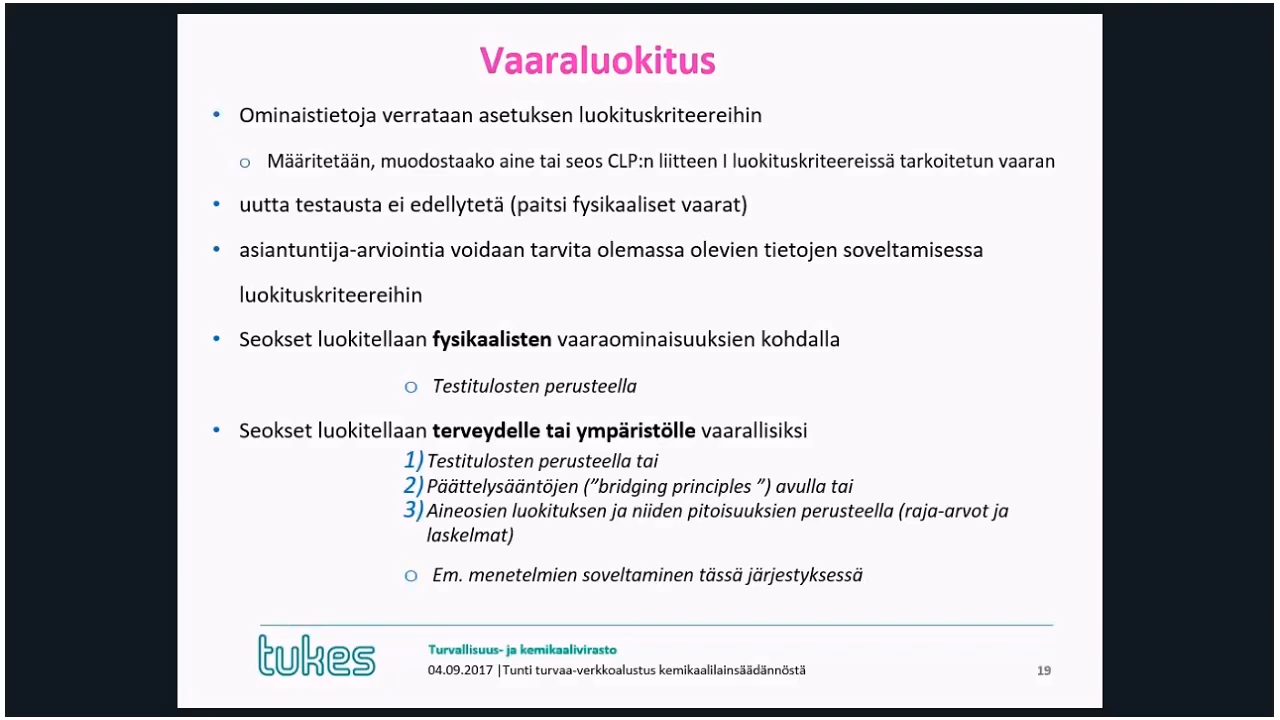 Vaaraluokitus
• Ominaistietoja verrataan asetuksen luokituskriteereihin
o Määritetään, muodostaako aine tai seos CLP:n liitteen I luokituskriteereissä tarkoitetun vaaran
• uutta testausta ei edellytetä (paitsi fysikaaliset vaarat)
• asiantuntija-arviointia voidaan tarvita olemassa olevien tietojen soveltamisessa
luokituskriteereihin
• Seokset luokitellaan fysikaalisten vaaraominaisuuksien kohdalla
o Testitulosten perusteella
• Seokset luokitellaan terveydelle tai ympäristölle vaarallisiksi
1) Testitulosten perusteella tai
2) Päättelysääntöjen (”bridging principles ”) avulla tai
3) Aineosien luokituksen ja niiden pitoisuuksien perusteella (raja-arvot ja
laskelmat)
o Em. menetelmien soveltaminen tässä järjestyksessä
tukes
Turvallisuus- ja kemikaalivirasto
04.09.2017 |Tunti turvaa-verkkoalustus kemikaalilainsäädännöstä
19